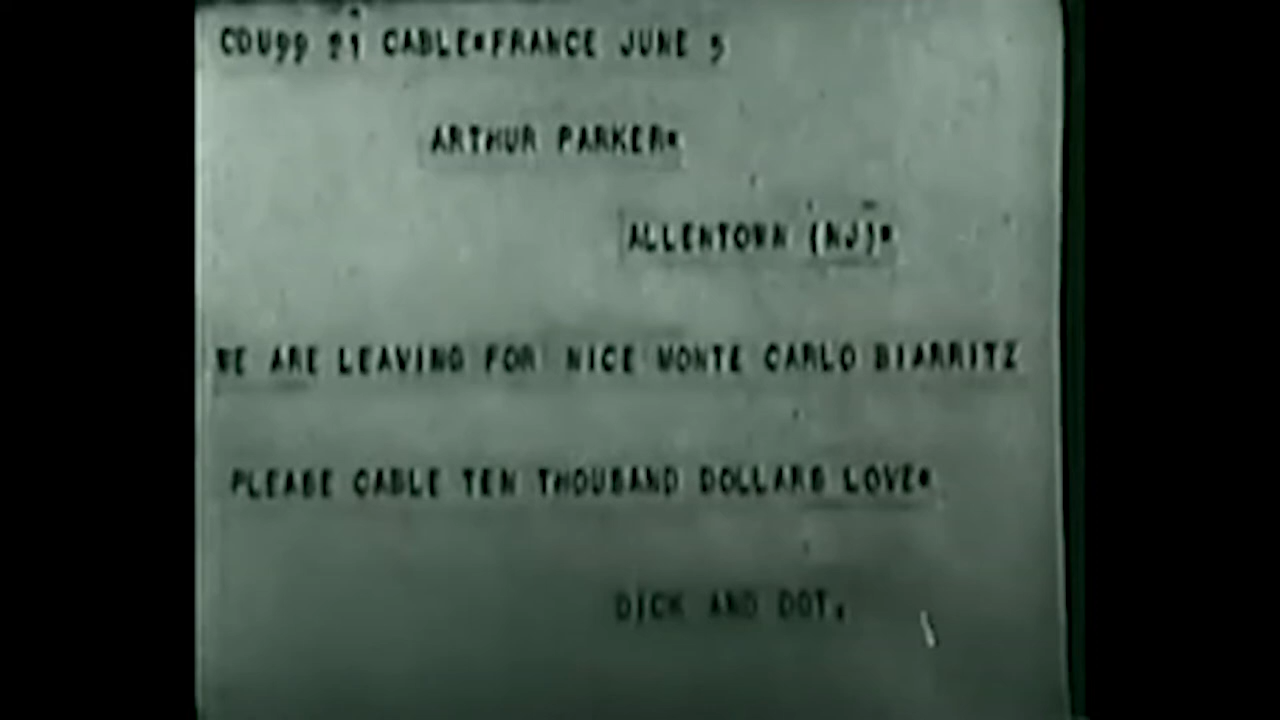 CDU99 21 CABLE=FRANCE JUNE 5
ARTHUR PARKER=
ALLENTOWN (NJ)=
WE ARE LEAVING FOR NICE MONTE CARLO BIARRITZ
PLEASE CABLE TEN THOUSAND DOLLARS LOVE=
DICK AND DOT.